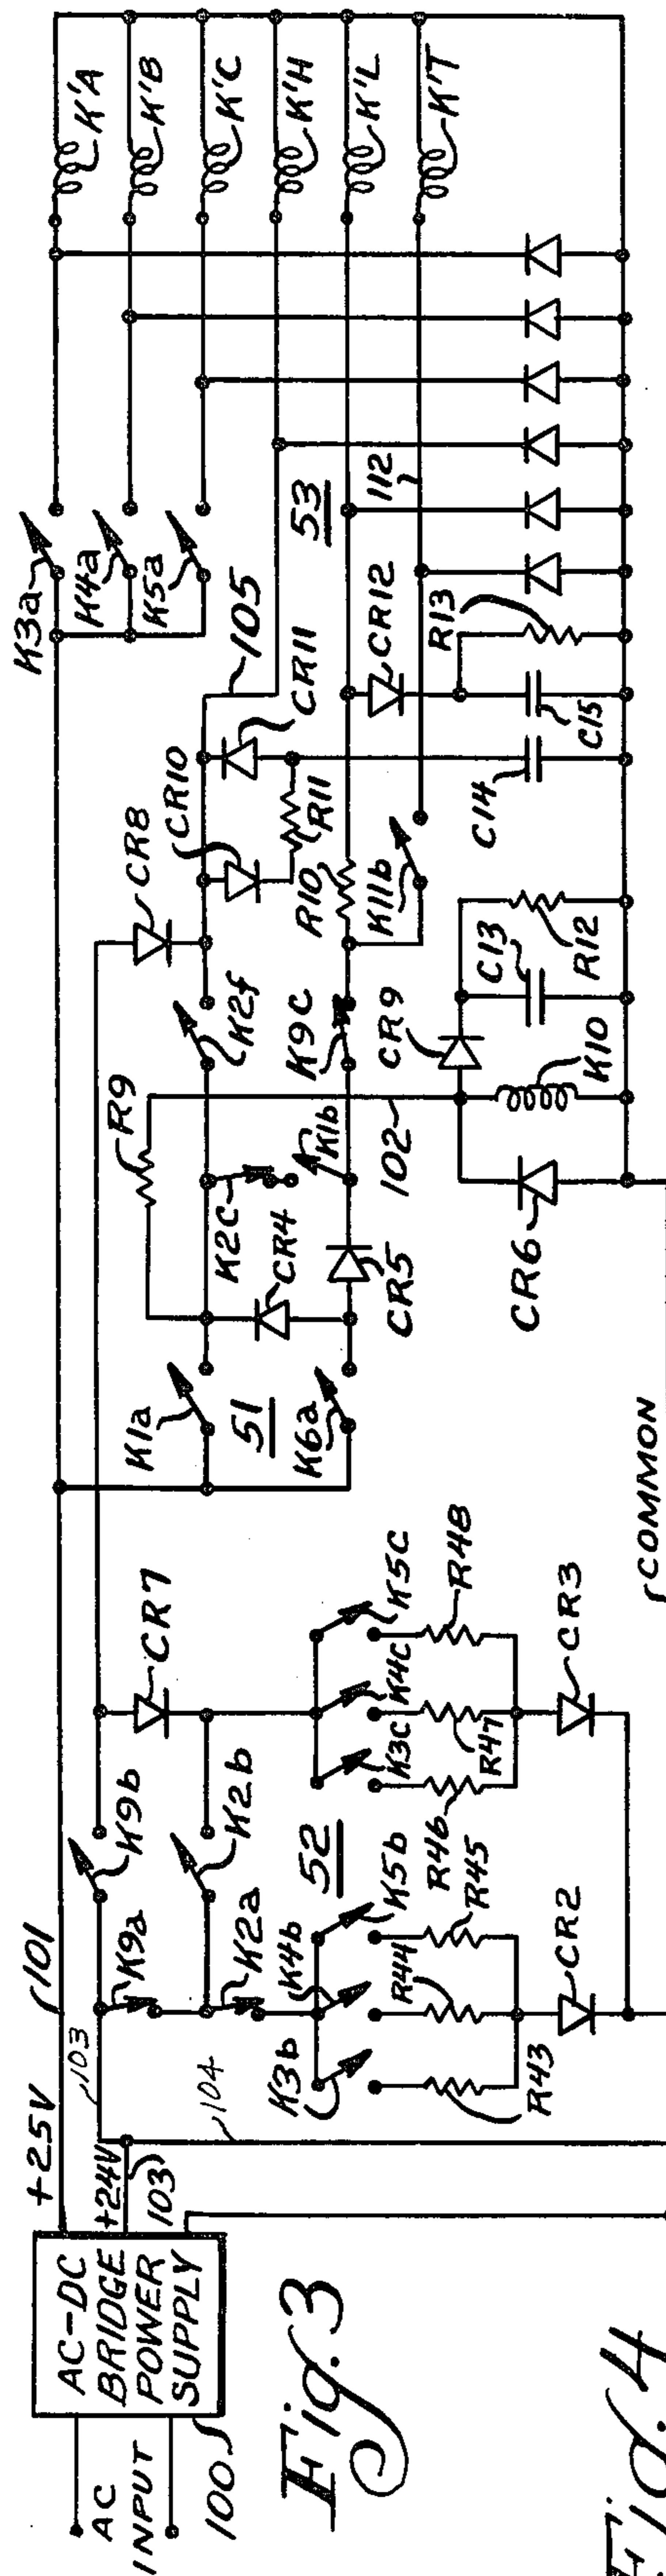 AC
INPUT
100
AC-DC
BRIDGE
POWER
SUPPLY
+25V
101
+24V
103
103
104
K9a
K9b
K2a
K2b
CR7
52
K3b
K4b
K5b
K3C
K4C
K5C
R43
R44
R45
R46
R47
R48
CR2
CR3
COMMON
K1a
51
K6a
R9
K2C
CR4
K1b
CR5
K2f
K9C
102
CR6
K10
CR9
C13
R12
CR8
CR10
R11
CR11
R10
K11b
105
C14
C15
CR12
R13
53
112
K3a
K4a
K5a
K'A
K'B
K'C
K'H
K'L
K'T
Fig. 3
Fig. 4